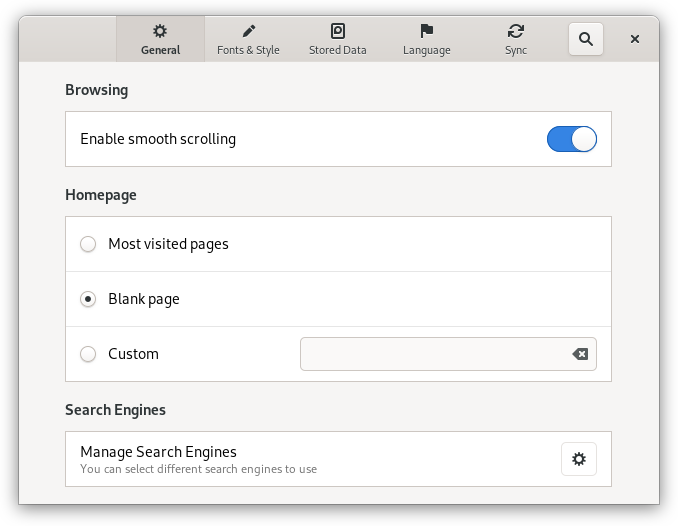 General
Fonts & Style
Stored Data
Language
Sync
Browsing
Enable smooth scrolling
Homepage
Most visited pages
Blank page
Custom
Search Engines
Manage Search Engines
You can select different search engines to use